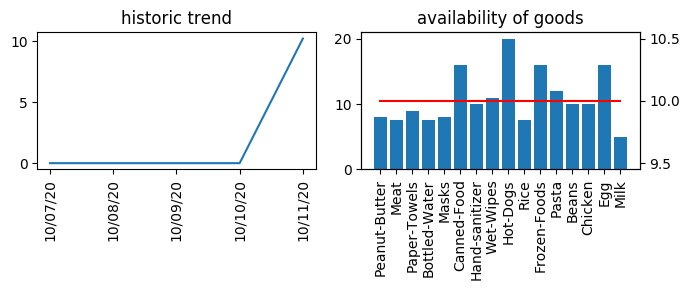 historic trend
10
5
0
10/07/20
10/08/20
10/09/20
10/10/20
10/11/20
availability of goods
20
10
0
10.5
10.0
9.5
Peanut-Butter
Meat
Paper-Towels
Bottled-Water
Masks
Canned-Food
Hand-sanitizer
Wet-Wipes
Hot-Dogs
Rice
Frozen-Foods
Pasta
Beans
Chicken
Egg
Milk